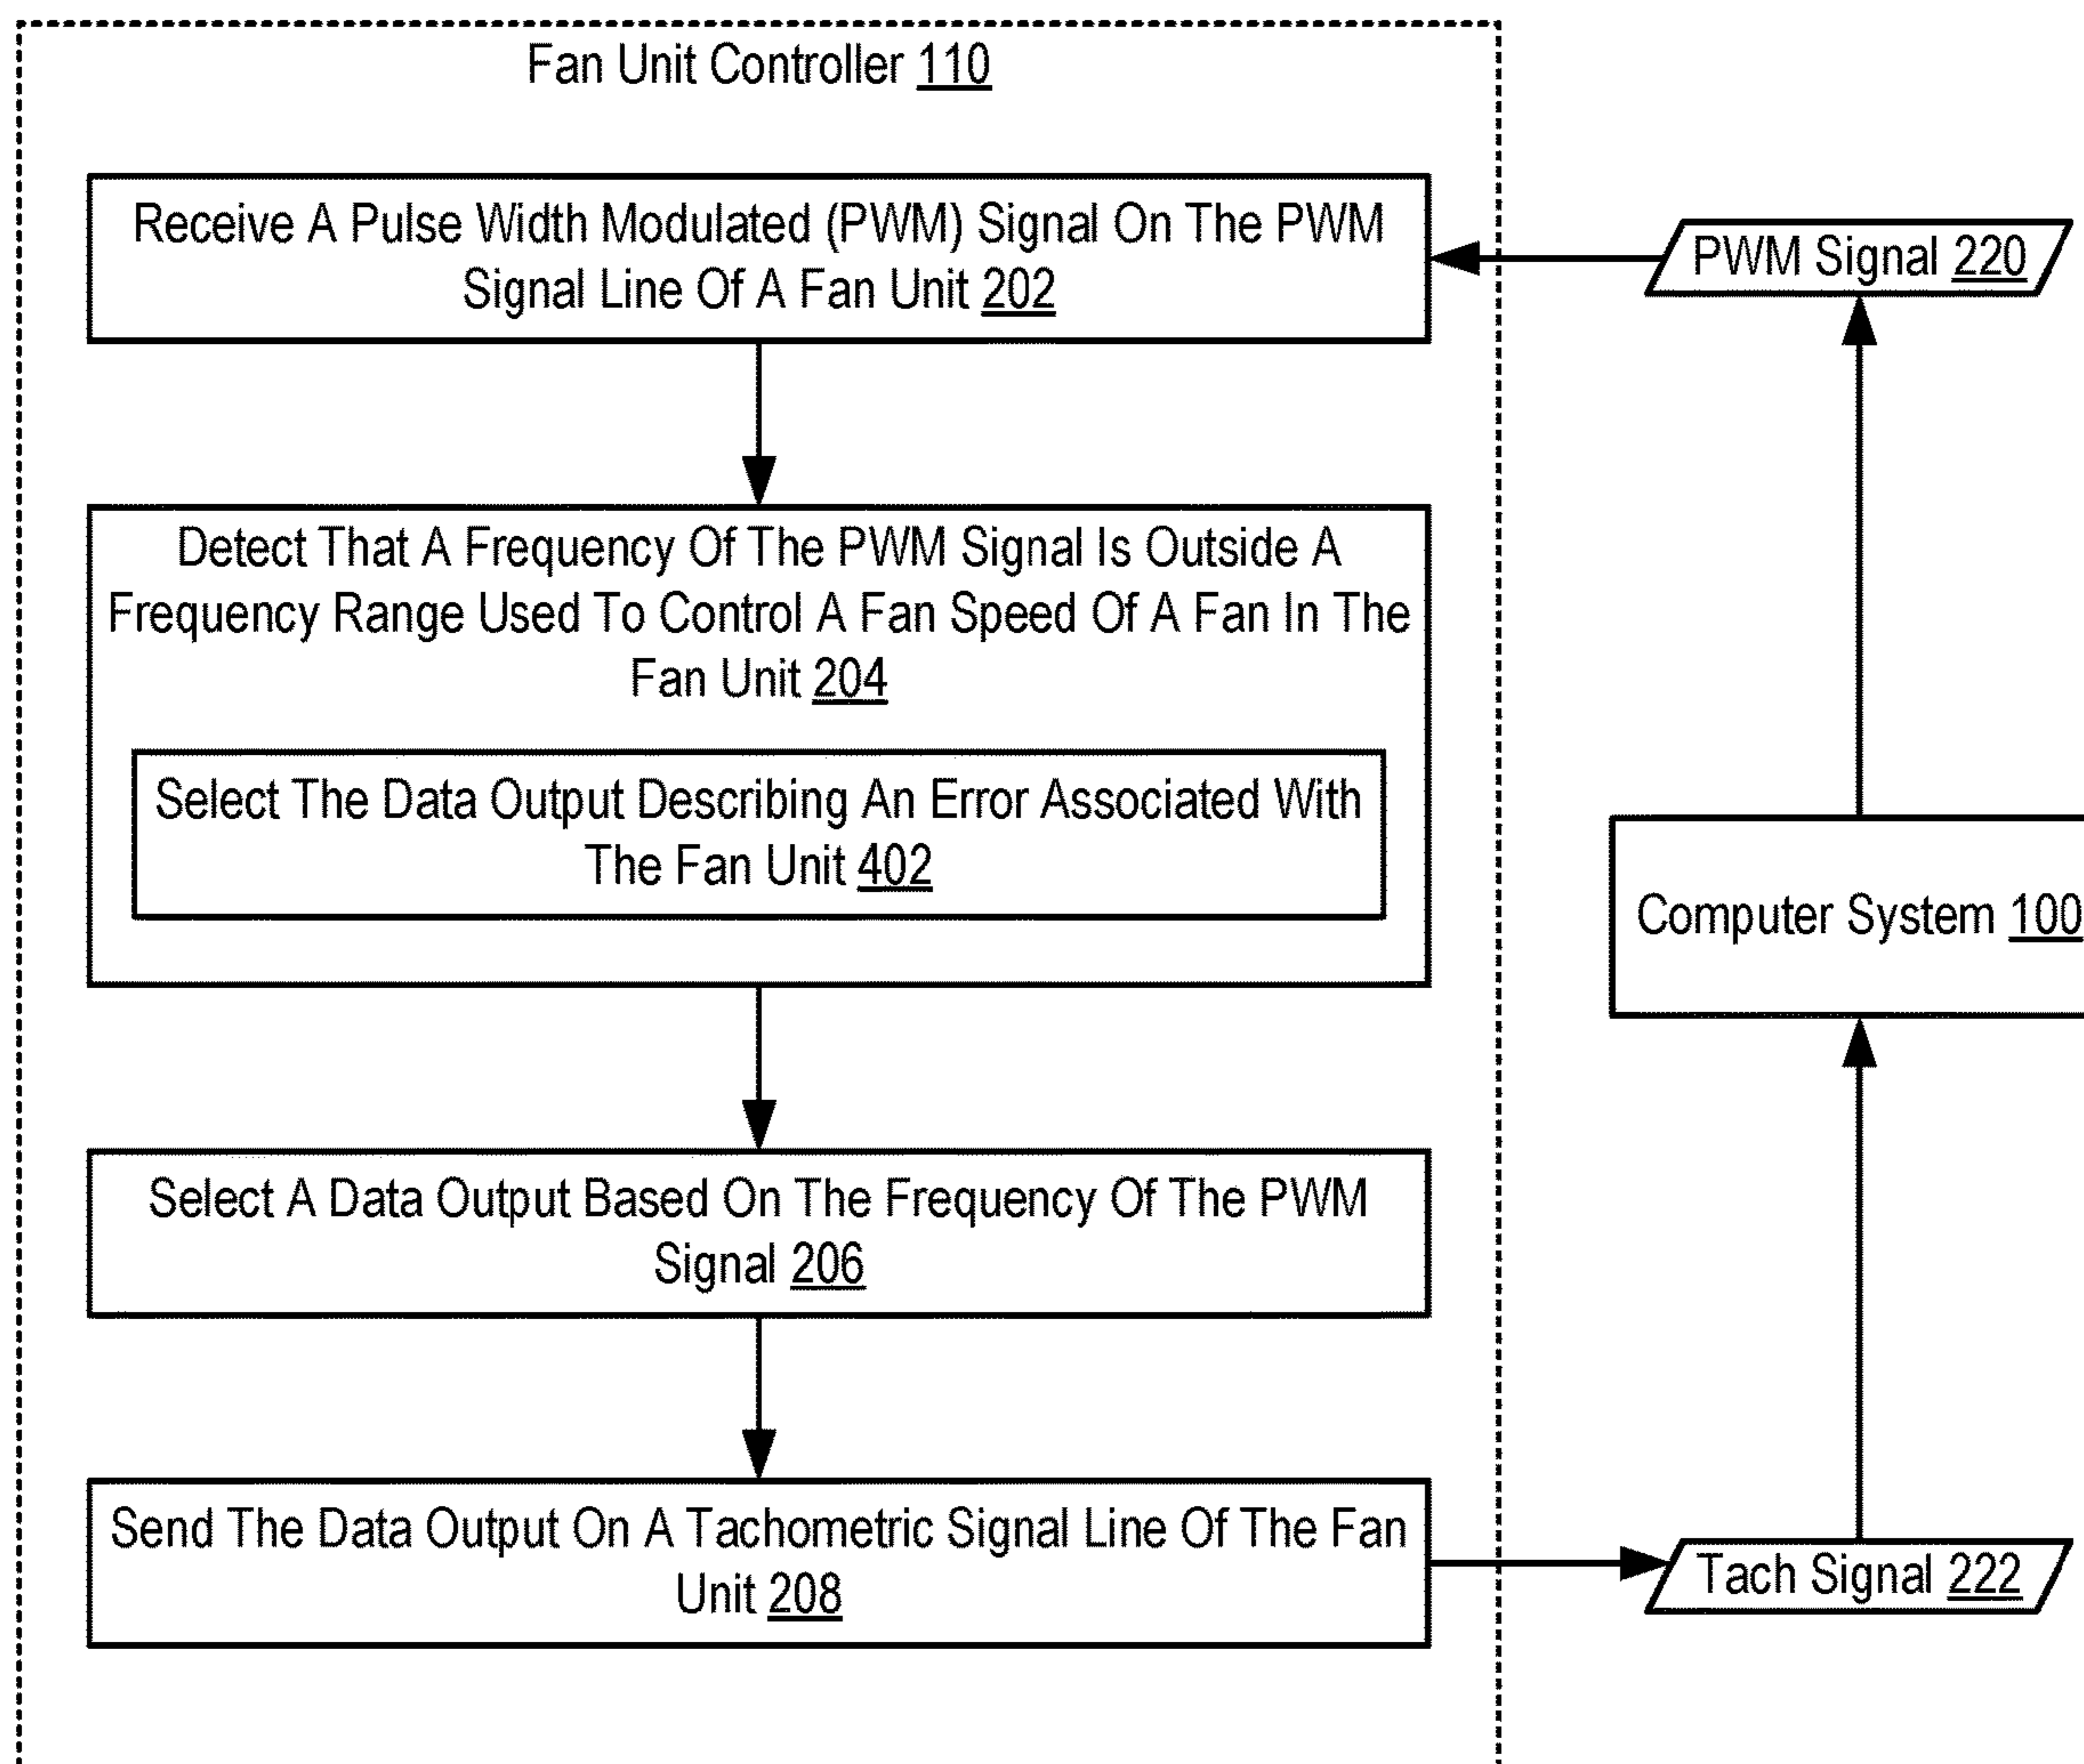 Fan Unit Controller 110
Receive A Pulse Width Modulated (PWM) Signal On The PWM
Signal Line Of A Fan Unit 202
PWM Signal 220
Detect That A Frequency Of The PWM Signal Is Outside A
Frequency Range Used To Control A Fan Speed Of A Fan In The
Fan Unit 204
Select The Data Output Describing An Error Associated With
The Fan Unit 402
Computer System 100
Select A Data Output Based On The Frequency Of The PWM
Signal 206
Send The Data Output On A Tachometric Signal Line Of The Fan
Unit 208
Tach Signal 222